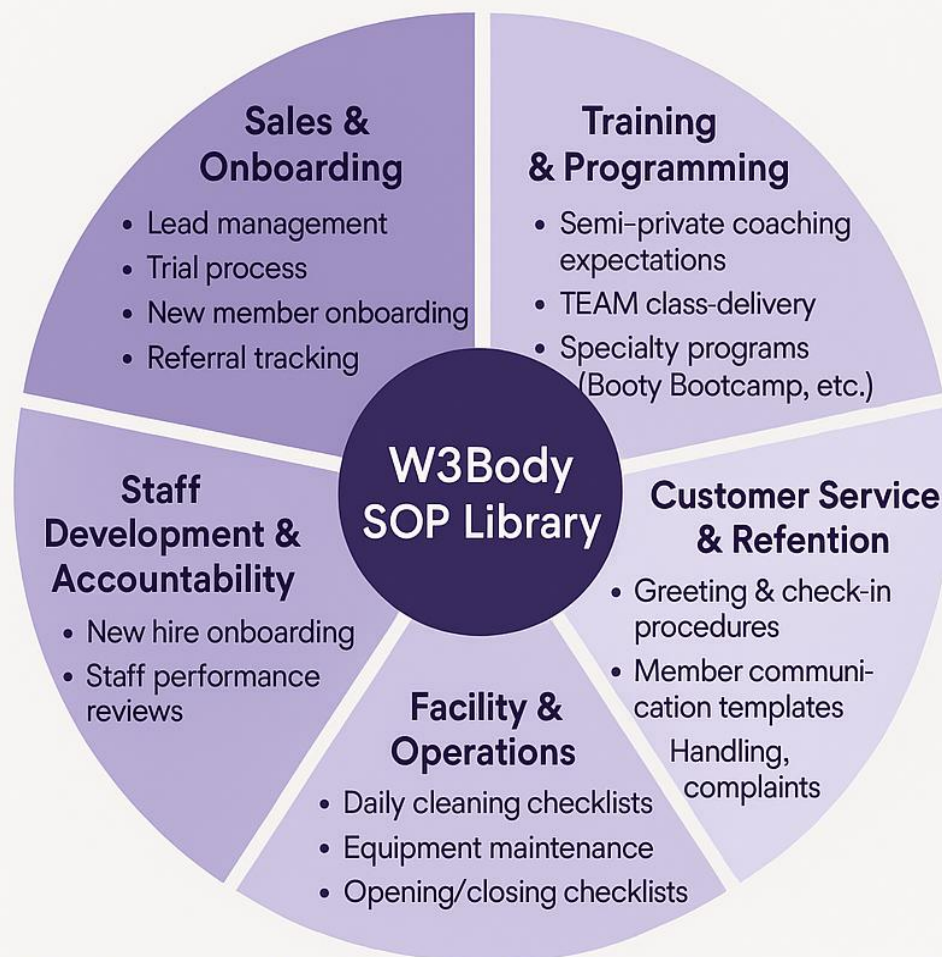 Sales &
Onboarding
• Lead management
• Trial process
• New member onboarding
• Referral tracking
Training
& Programming
• Semi-private coaching
expectations
• TEAM class-delivery
• Specialty programs
(Booty Bootcamp, etc.)
W3Body
SOP Library
Staff
Development &
Accountability
• New hire onboarding
• Staff performance
reviews
Customer Service
& Refention
• Greeting & check-in
procedures
• Member communi-
cation templates
Handling,
complaints
Facility &
Operations
• Daily cleaning checklists
• Equipment maintenance
• Opening/closing checklists